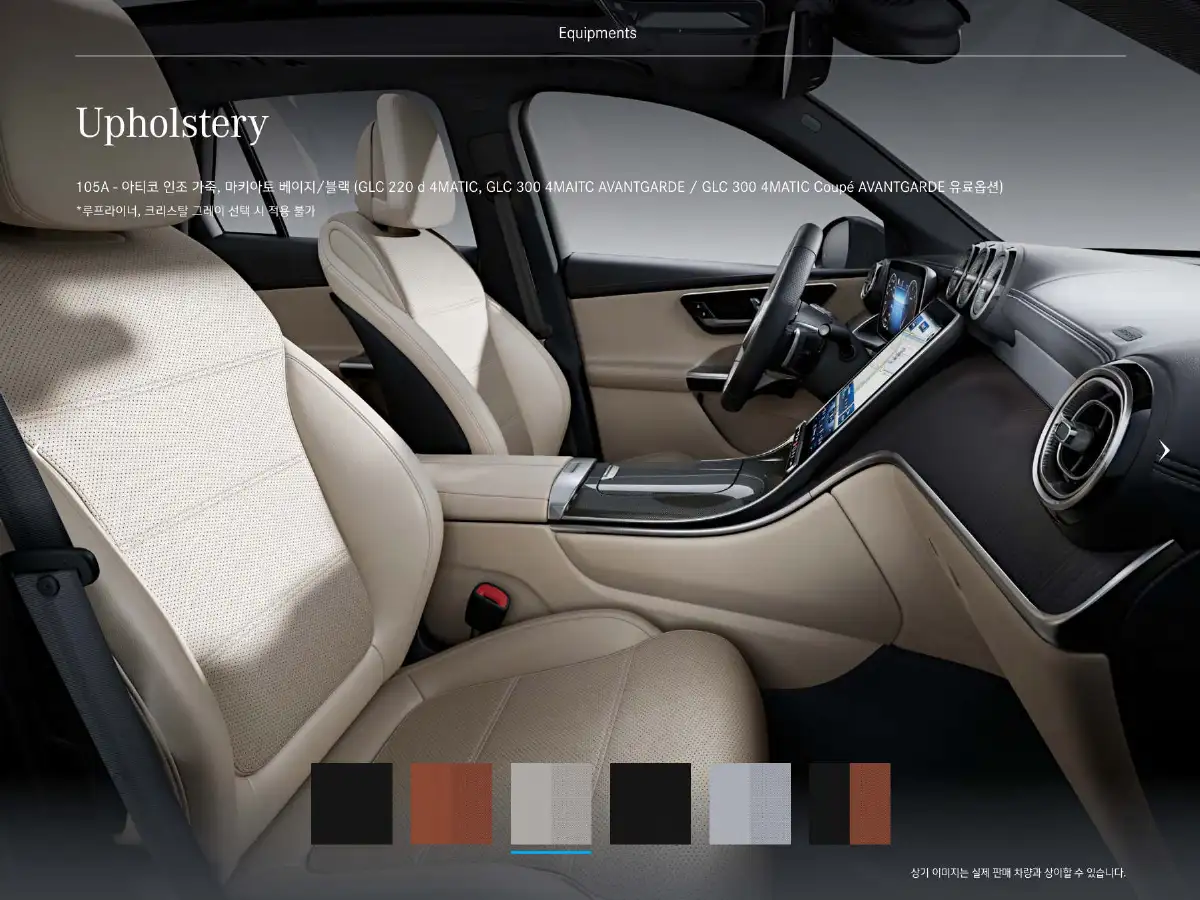 Equipments
Upholstery
105A - 아티코 인조 가죽, 마키아토 베이지/블랙 (GLC 220 d 4MATIC, GLC 300 4MAITC AVANTGARDE / GLC 300 4MATIC Coupé AVANTGARDE 유료옵션)
*루프라이너, 크리스탈 그레이 선택 시 적용 불가
상기 이미지는 실제 판매 차량과 상이할 수 있습니다.